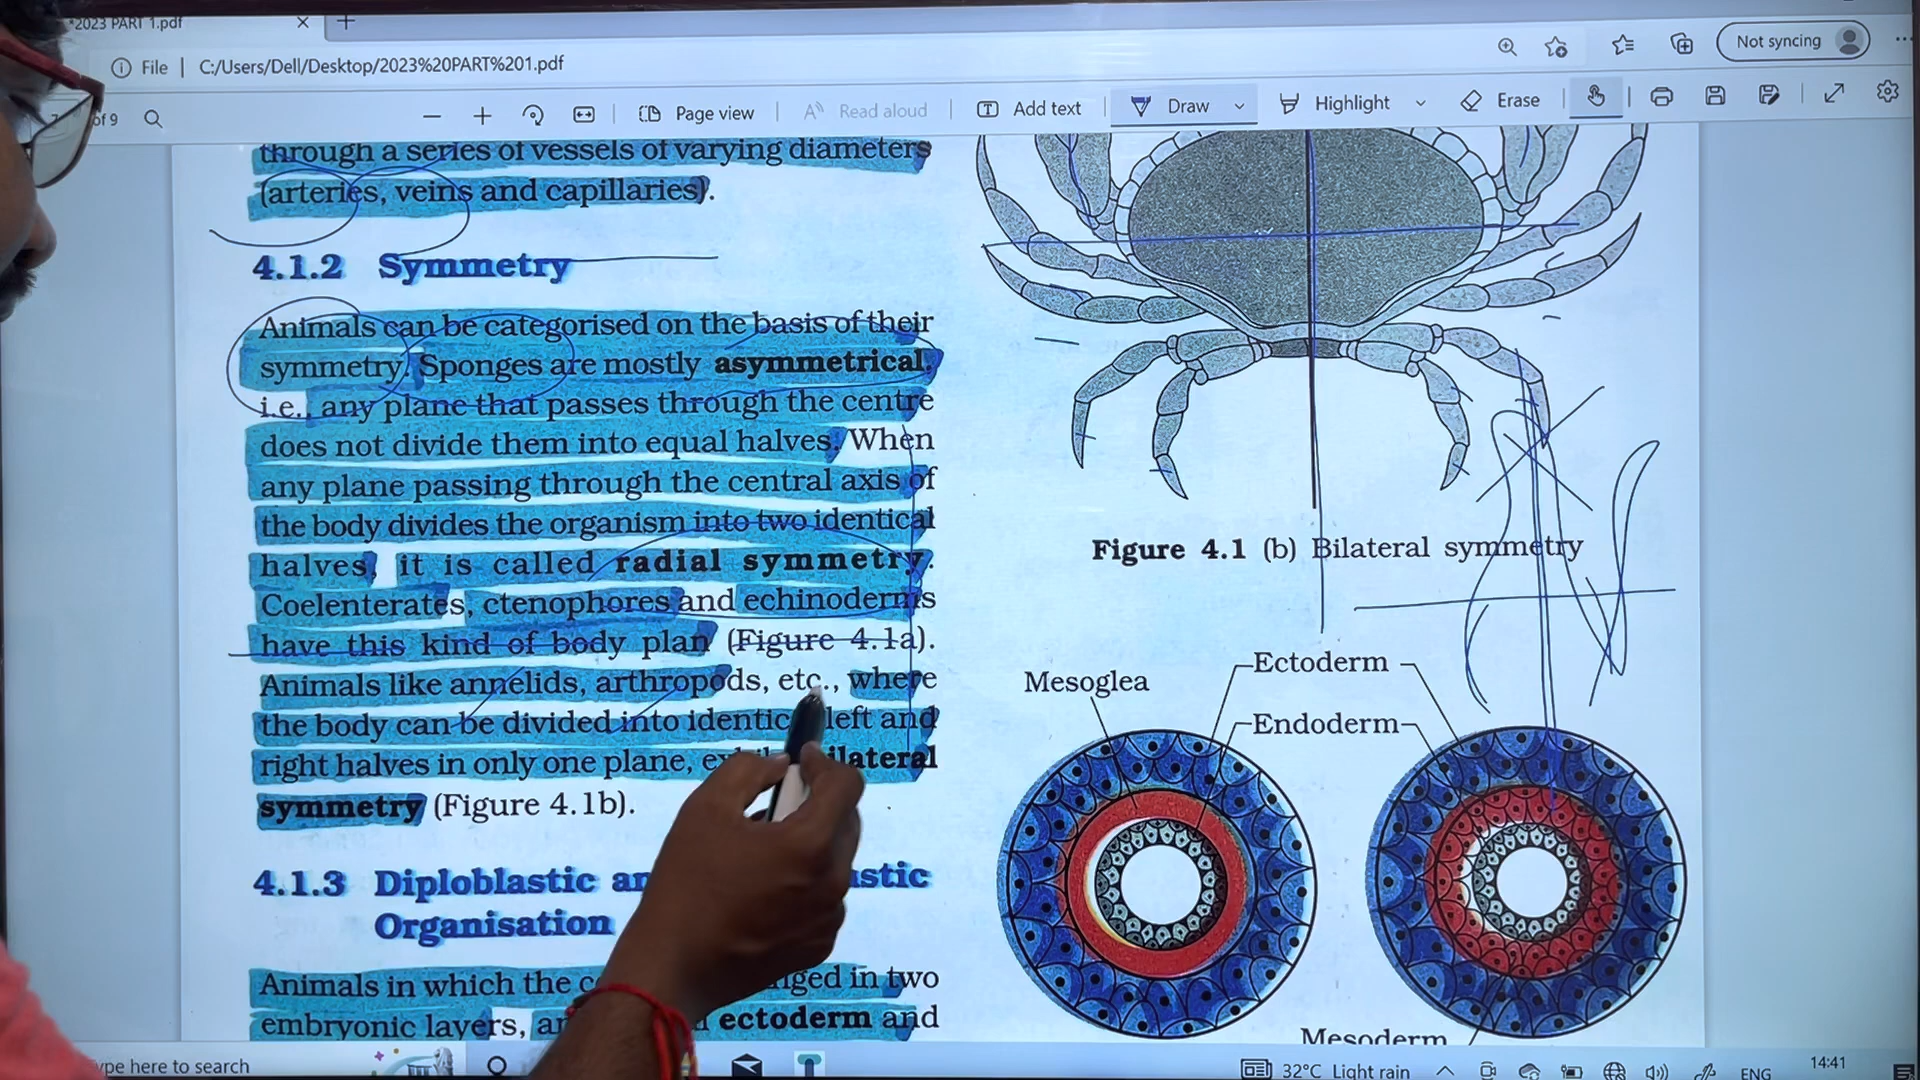 *2023 PART 1.pdf
File | C:/Users/Dell/Desktop/2023%20PART%201.pdf
Not syncing
of 9
Page view
Read aloud
Add text
Draw
Highlight
Erase
through a series of vessels of varying diameters
(arteries, veins and capillaries).
4.1.2 Symmetry
Animals can be categorised on the basis of their
symmetry. Sponges are mostly asymmetrical,
i.e., any plane that passes through the centre
does not divide them into equal halves. When
any plane passing through the central axis of
the body divides the organism into two identical
halves, it is called radial symmetry.
Coelenterates, ctenophores and echinoderms
have this kind of body plan (Figure 4.1a).
Animals like annelids, arthropods, etc., where
the body can be divided into identic left and
right halves in only one plane, ilateral
symmetry (Figure 4.1b).
4.1.3 Diploblastic an astic
Organisation
Animals in which the c nged in two
embryonic layers, an ectoderm and
Figure 4.1 (b) Bilateral symmetry
Mesoglea
Ectoderm
Endoderm
Mesoderm
ype here to search
32°C Light rain
ENG
14:41